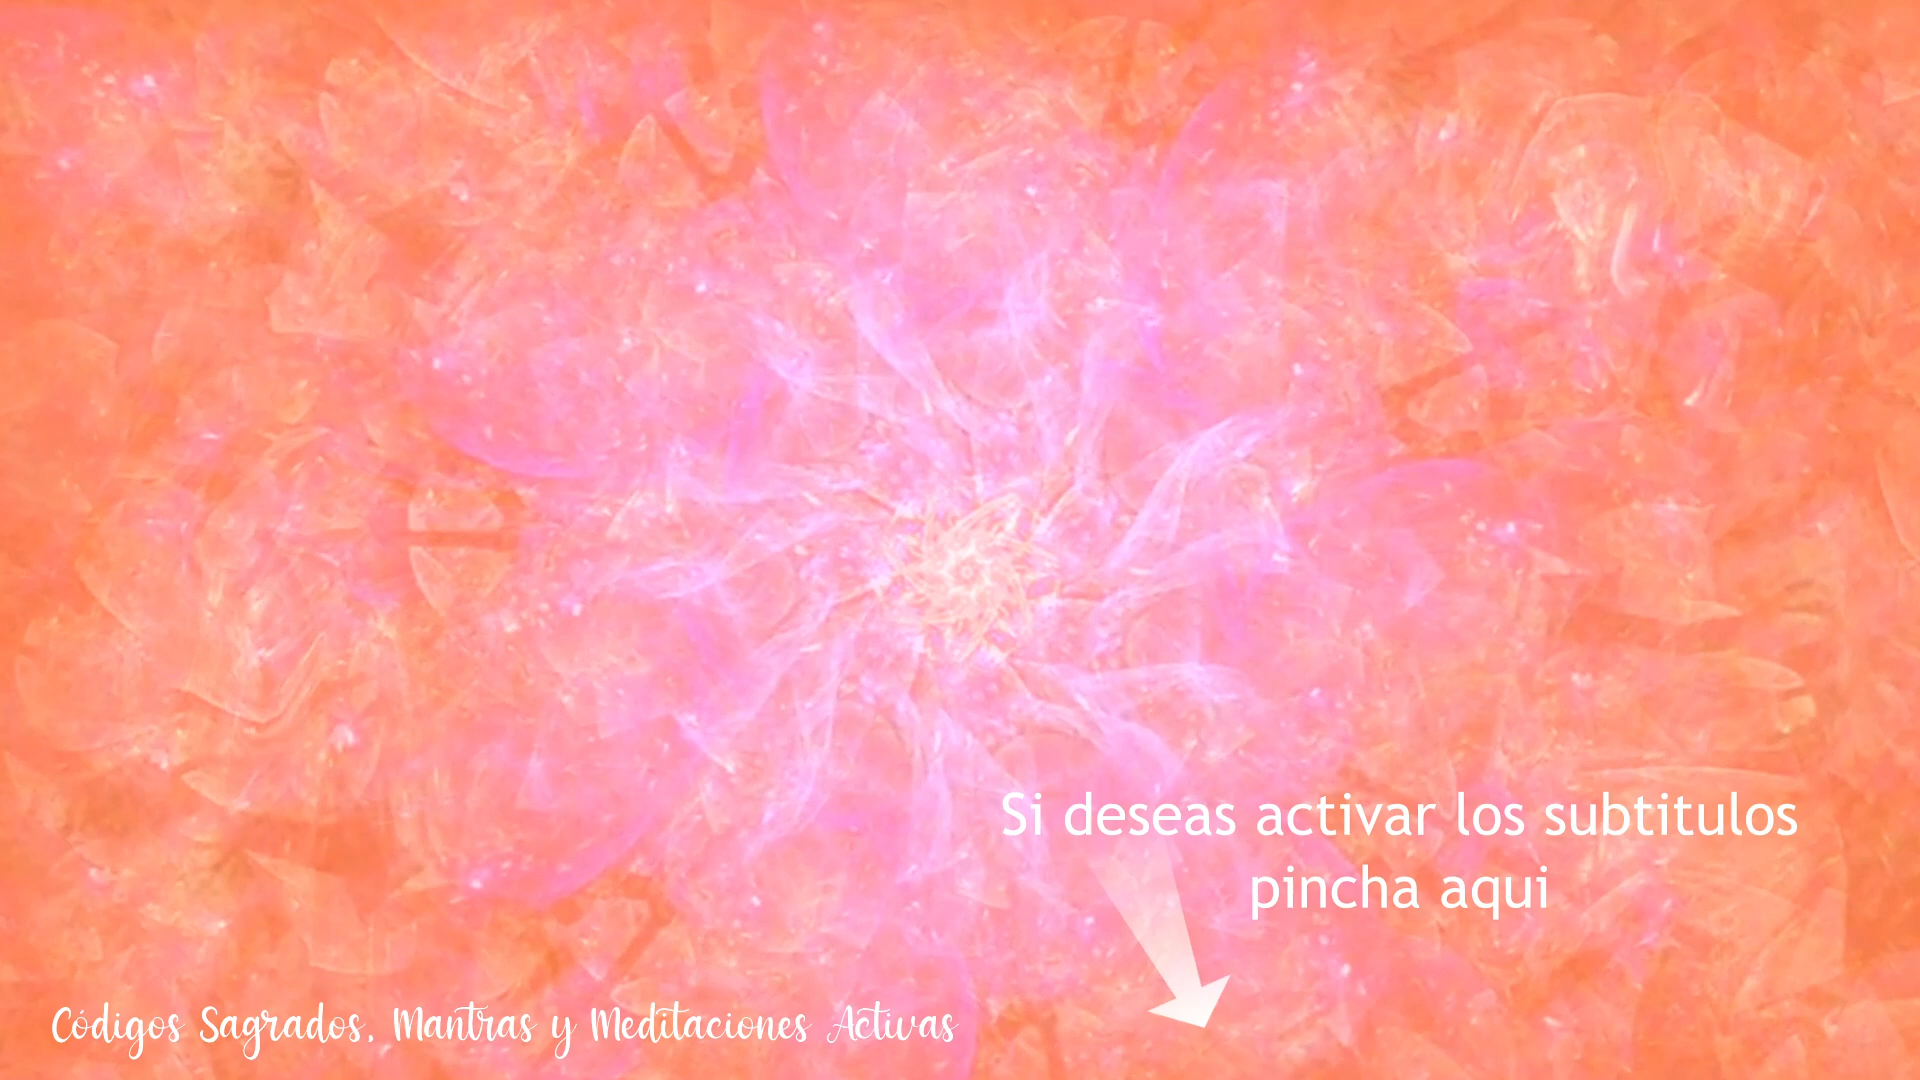 Si deseas activar los subtitulos
pincha aqui
Códigos Sagrados, Mantras y Meditaciones Activas